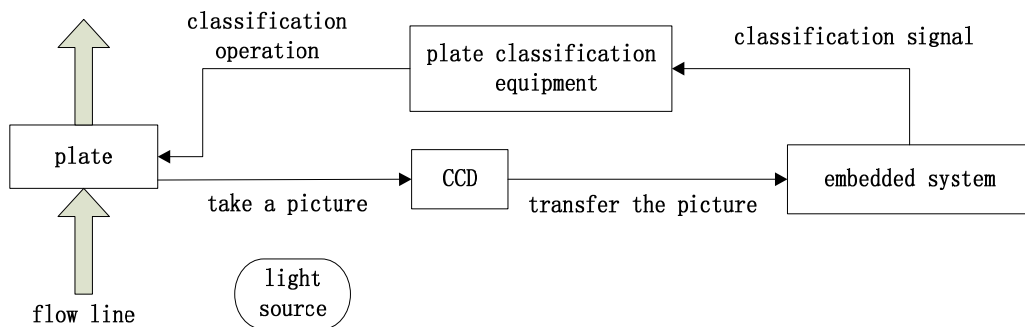 classification
operation
plate classification
equipment
classification signal
plate
CCD
embedded system
take a picture
transfer the picture
light
source
flow line